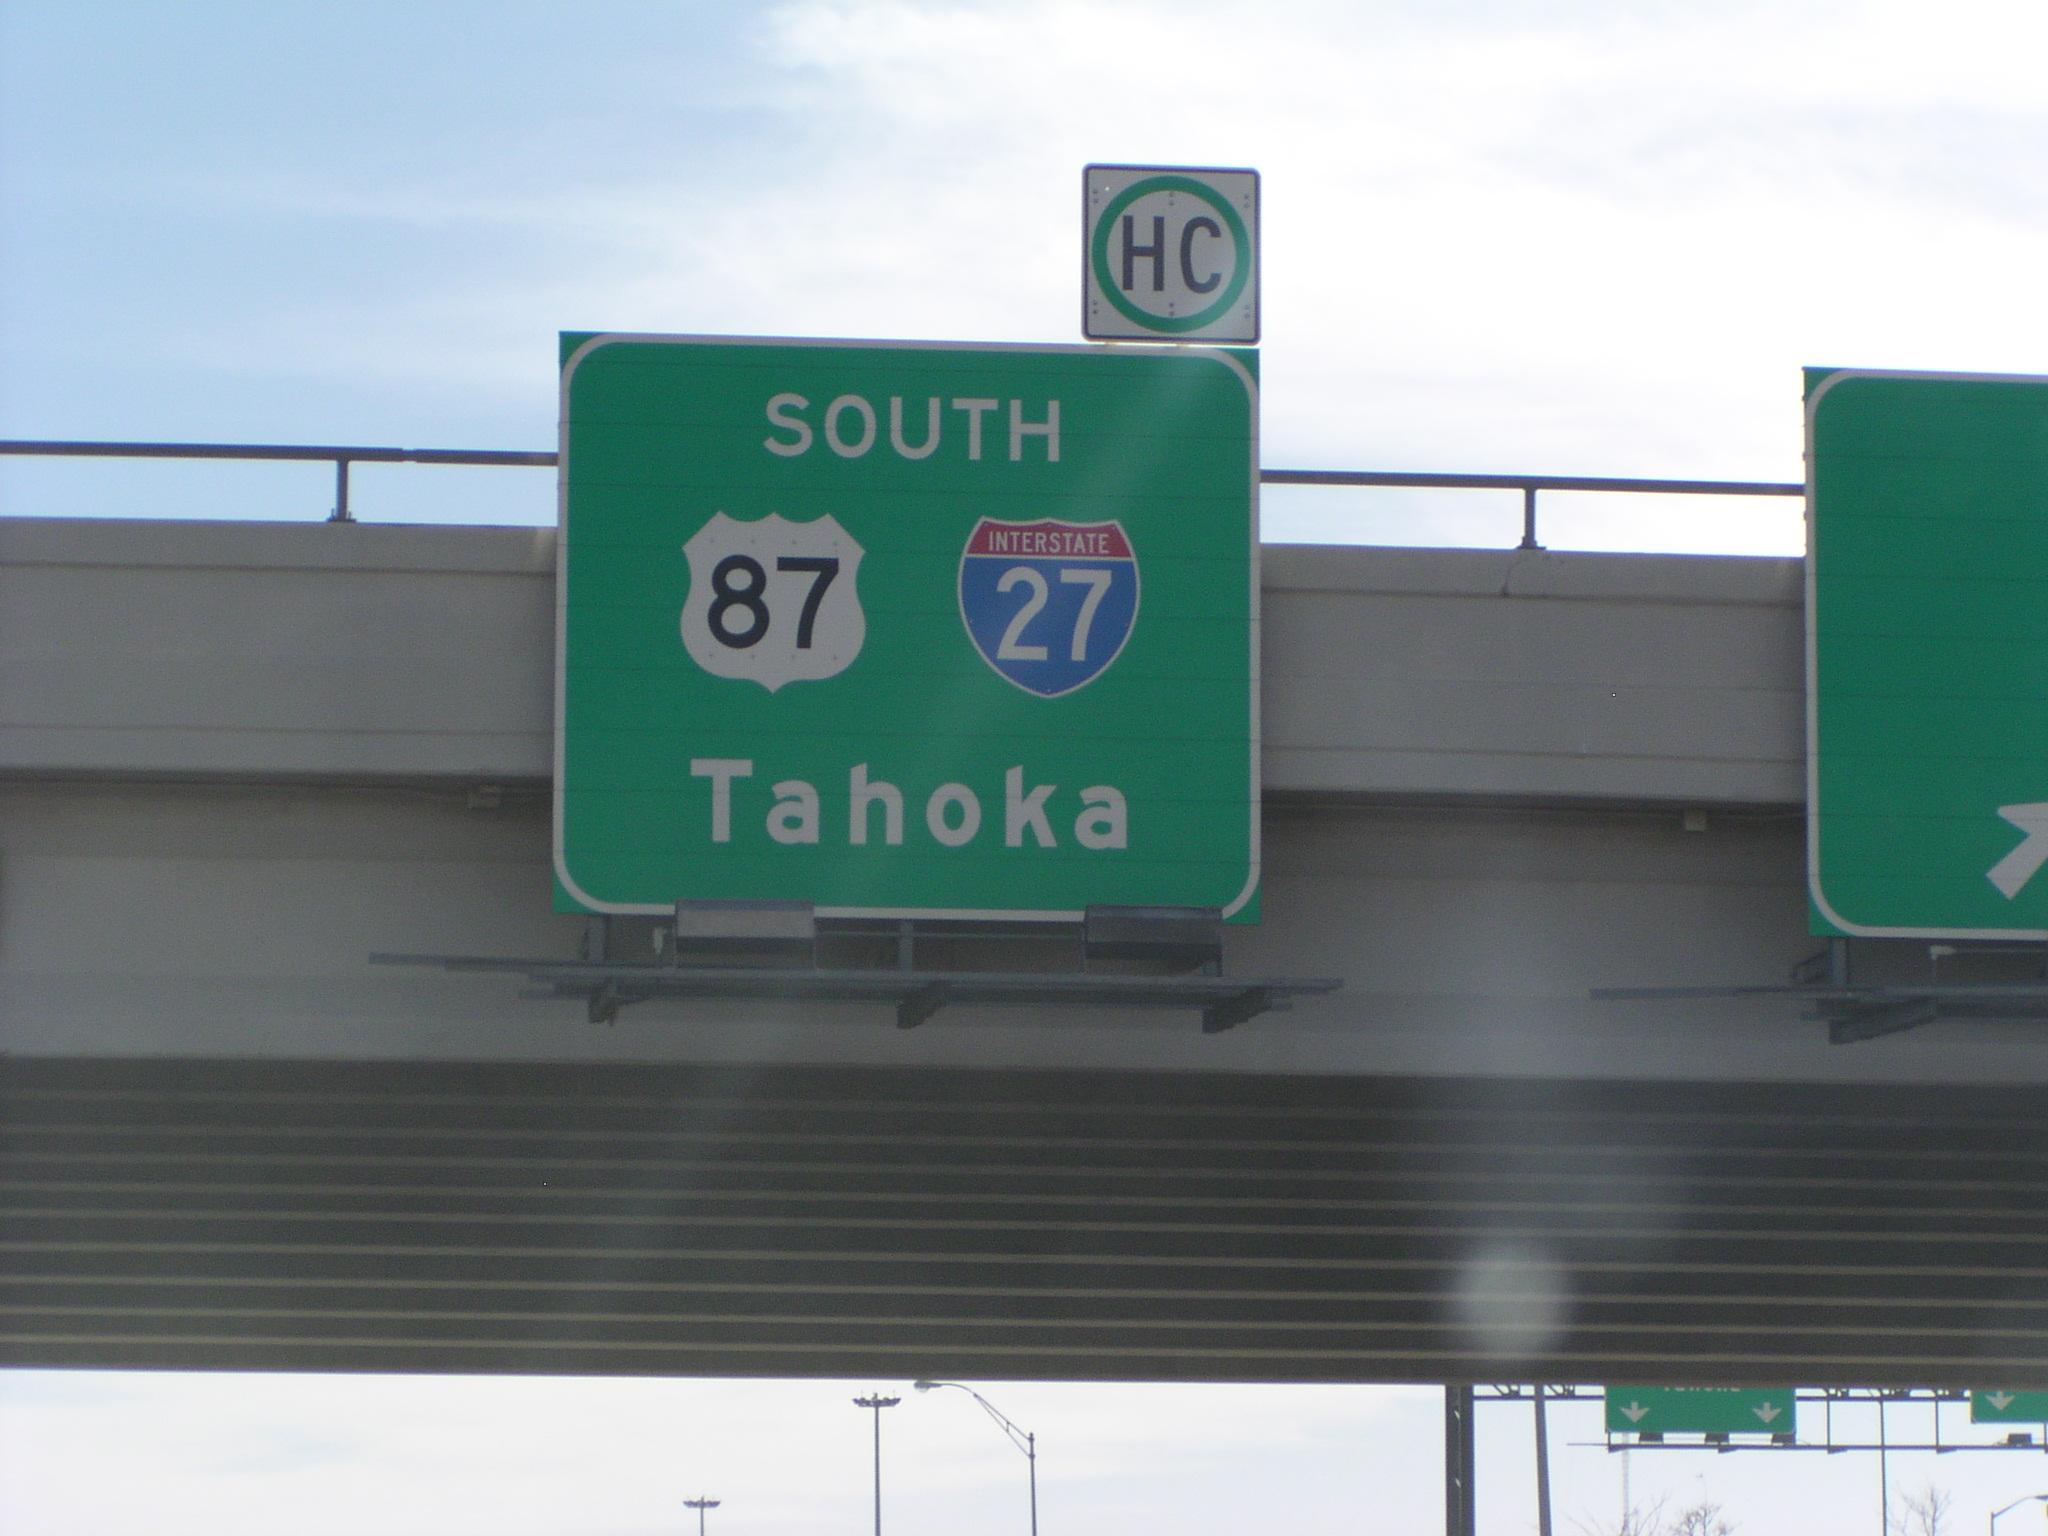 HC
SOUTH
87
INTERSTATE
27
Tahoka